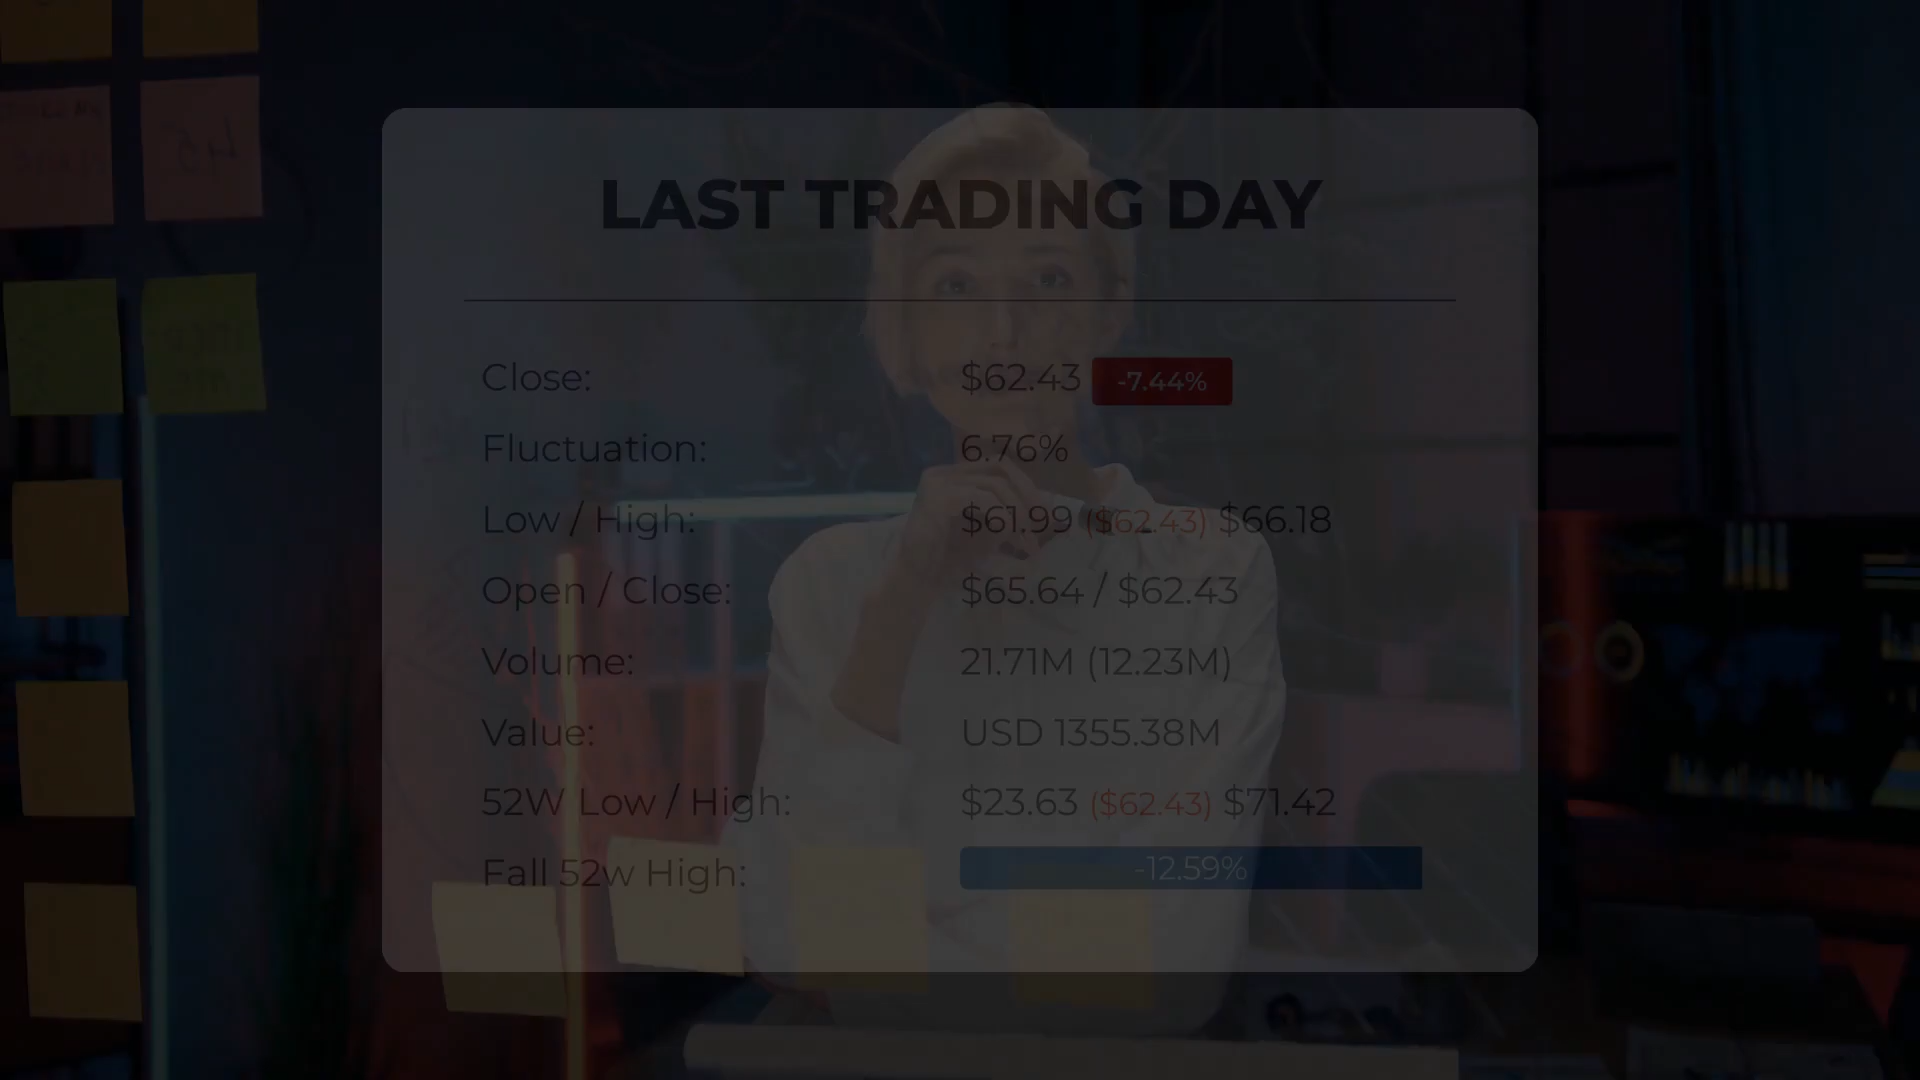 LAST TRADING DAY
Close: $62.43 -7.44%
Fluctuation: 6.76%
Low / High: $61.99 ($62.43) $66.18
Open / Close: $65.64 / $62.43
Volume: 21.71M (12.23M)
Value: USD 1355.38M
52W Low / High: $23.63 ($62.43) $71.42
Fall 52w High: -12.59%